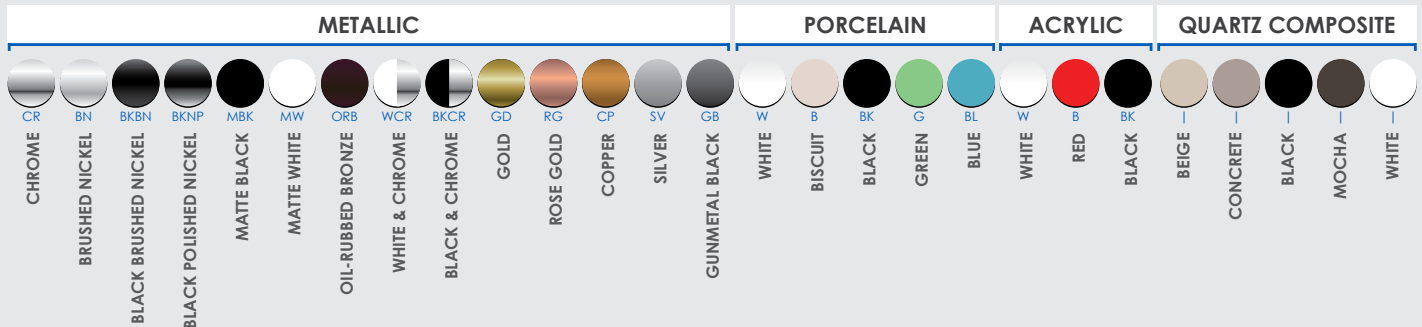 METALLIC
PORCELAIN
ACRYLIC
QUARTZ COMPOSITE
CR
BN
BKBN
BKNP
MBK
MW
ORB
WCR
BKCR
GD
RG
CP
SV
GB
W
B
BK
G
BL
W
B
BK
—
—
—
—
—
CHROME
BRUSHED NICKEL
BLACK BRUSHED NICKEL
BLACK POLISHED NICKEL
MATTE BLACK
MATTE WHITE
OIL-RUBBED BRONZE
WHITE & CHROME
BLACK & CHROME
GOLD
ROSE GOLD
COPPER
SILVER
GUNMETAL BLACK
WHITE
BISCUIT
BLACK
GREEN
BLUE
WHITE
RED
BLACK
BEIGE
CONCRETE
BLACK
MOCHA
WHITE